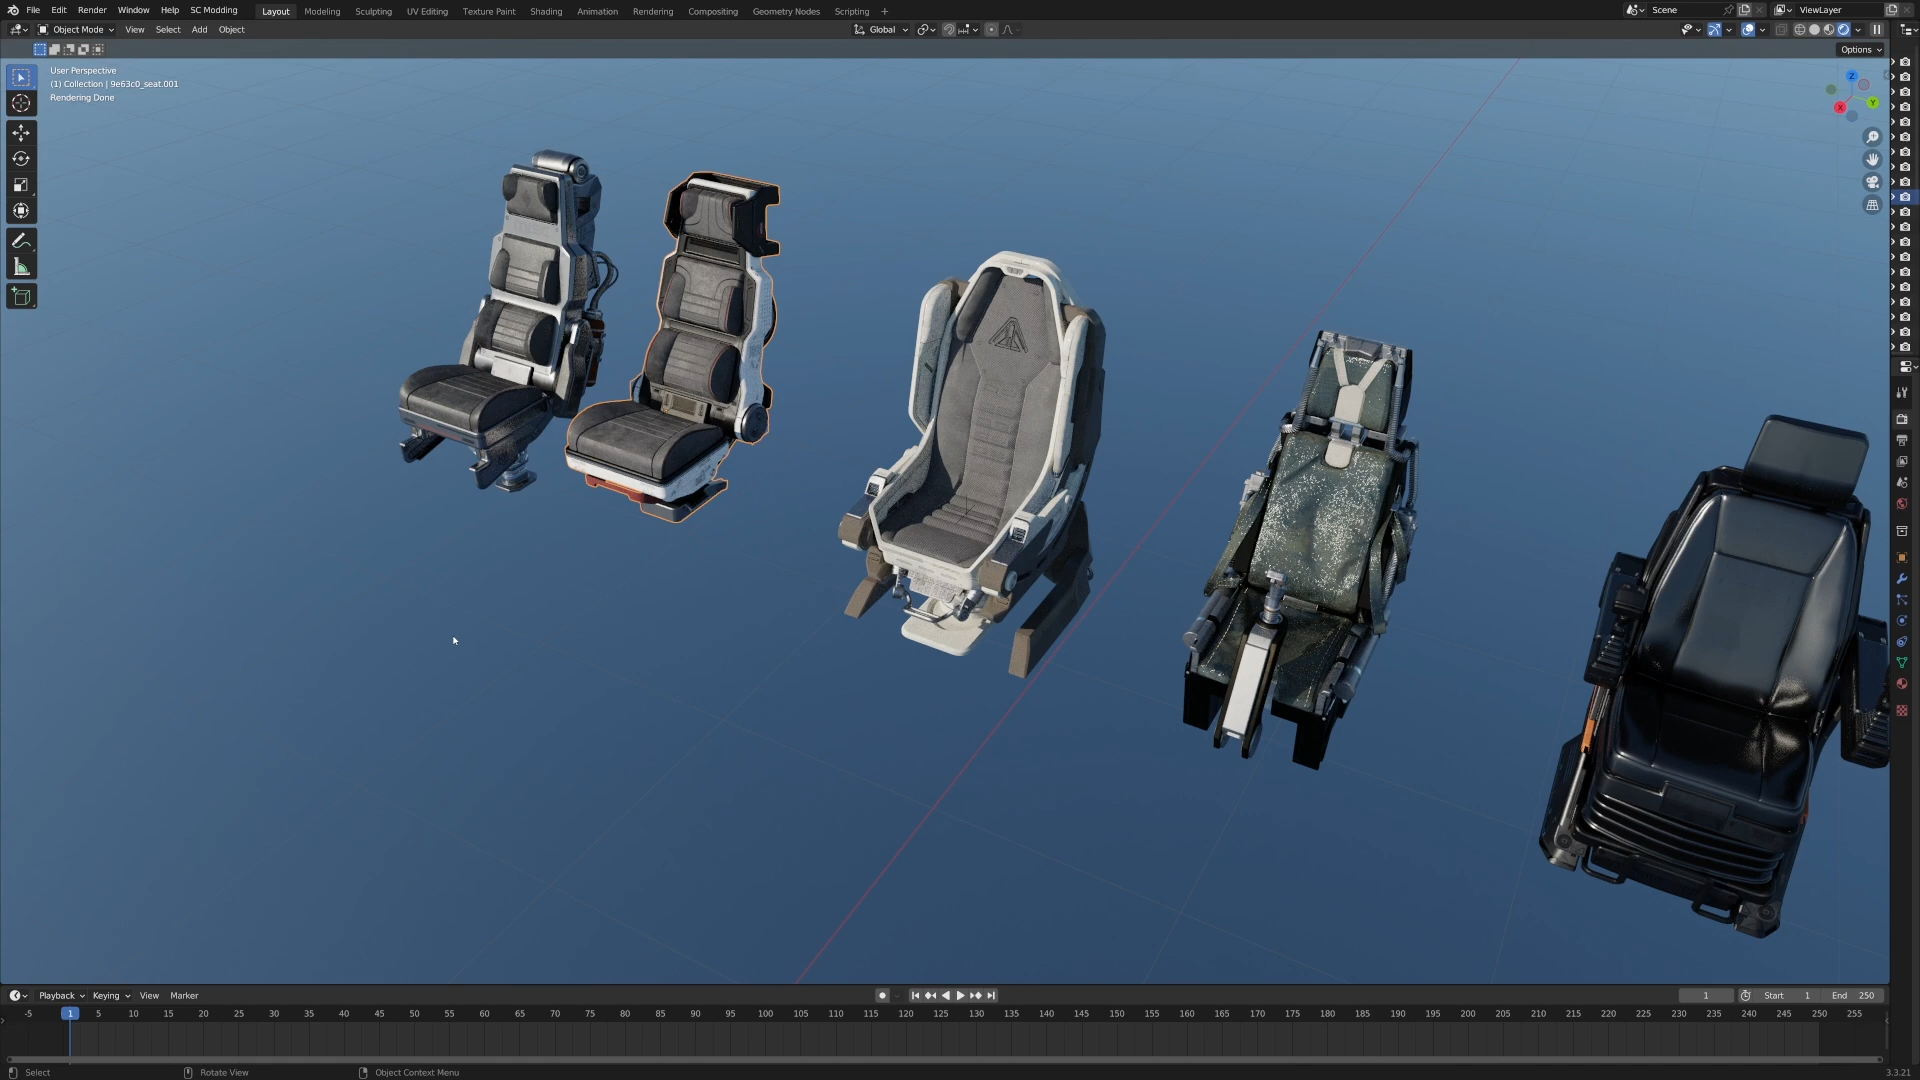 File Edit Render Window Help SC Modding Layout Modeling Sculpting UV Editing Texture Paint Shading Animation Rendering Compositing Geometry Nodes Scripting + Scene ViewLayer
Object Mode View Select Add Object Global
Options
User Perspective
(1) Collection | 9e63c0_seat.001
Rendering Done
Z
Y
X
Playback Keying View Marker 1 Start 1 End 250
-5 1 5 10 15 20 25 30 35 40 45 50 55 60 65 70 75 80 85 90 95 100 105 110 115 120 125 130 135 140 145 150 155 160 165 170 175 180 185 190 195 200 205 210 215 220 225 230 235 240 245 250 255
Select Rotate View Object Context Menu 3.3.21